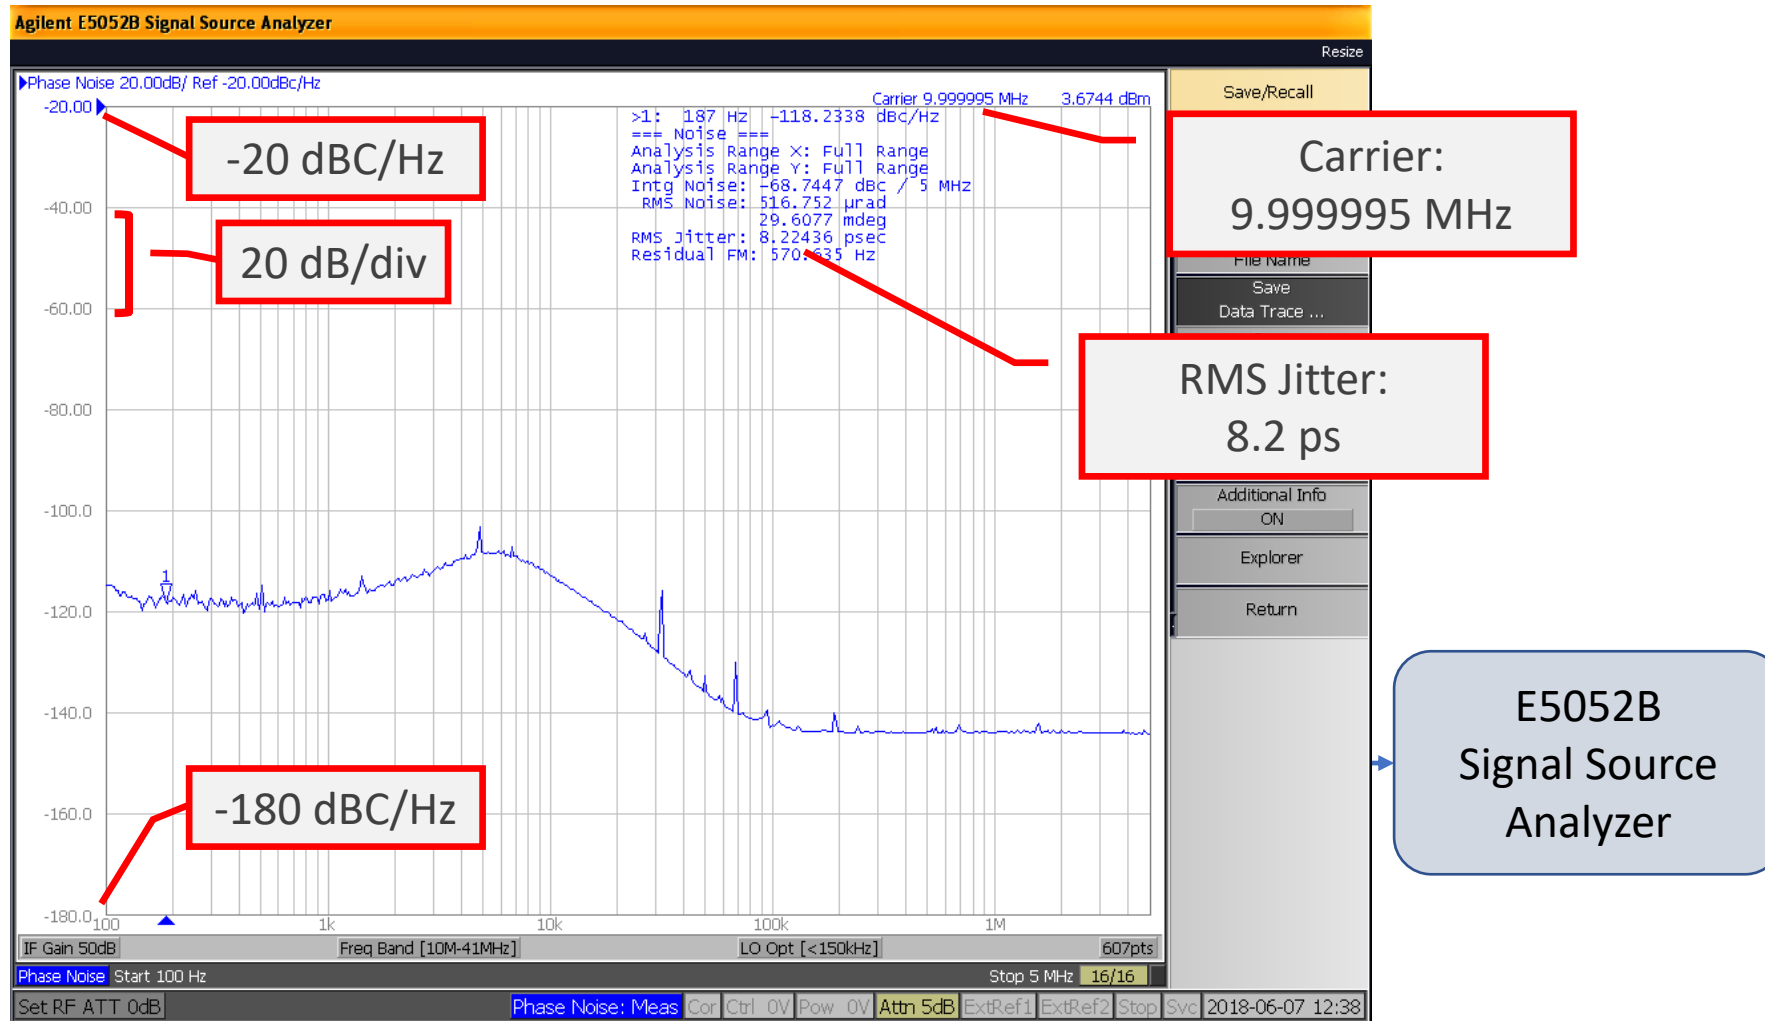 Agilent E5052B Signal Source Analyzer
Resize
Phase Noise 20.00dB/ Ref -20.00dBc/Hz
Carrier 9.999995 MHz 3.6744 dBm
>1: 187 Hz -118.2338 dBc/Hz
=== Noise ===
Analysis Range X: Full Range
Analysis Range Y: Full Range
Intg Noise: -68.7447 dBc / 5 MHz
RMS Noise: 516.752 µrad
29.6077 mdeg
RMS Jitter: 8.22436 psec
Residual FM: 570.635 Hz
-20.00
-40.00
-60.00
-80.00
-100.0
-120.0
-140.0
-160.0
-180.0
1
100 1k 10k 100k 1M
-20 dBC/Hz
20 dB/div
-180 dBC/Hz
Carrier:
9.999995 MHz
RMS Jitter:
8.2 ps
Save/Recall
File Name
Save
Data Trace ...
Additional Info
ON
Explorer
Return
E5052B
Signal Source
Analyzer
IF Gain 50dB Freq Band [10M-41MHz] LO Opt [<150kHz] 607pts
Phase Noise Start 100 Hz Stop 5 MHz 16/16
Set RF ATT 0dB Phase Noise: Meas Cor Ctrl 0V Pow 0V Attn 5dB ExtRef1 ExtRef2 Stop Svc 2018-06-07 12:38